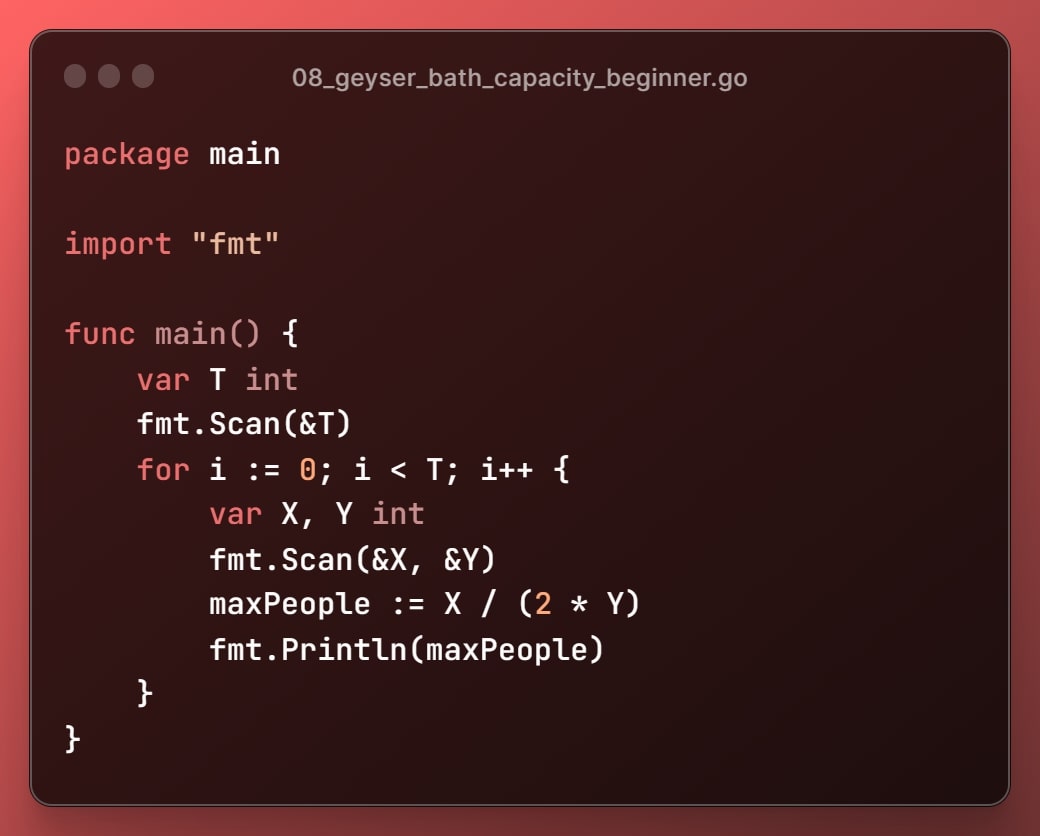 08_geyser_bath_capacity_beginner.go
package main
import "fmt"
func main() {
    var T int
    fmt.Scan(&T)
    for i := 0; i < T; i++ {
        var X, Y int
        fmt.Scan(&X, &Y)
        maxPeople := X / (2 * Y)
        fmt.Println(maxPeople)
    }
}